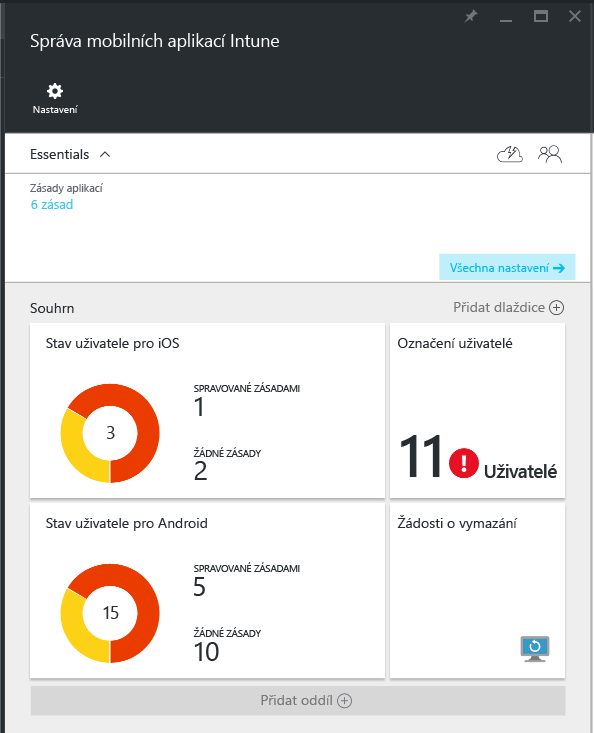 Správa mobilních aplikací Intune
Nastavení
Essentials
Zásady aplikací
6 zásad
Všechna nastavení
Souhrn
Přidat dlaždice
Stav uživatele pro iOS
3
SPRAVOVANÉ ZÁSADAMI
1
ŽÁDNÉ ZÁSADY
2
Označení uživatelé
11 ! Uživatelé
Stav uživatele pro Android
15
SPRAVOVANÉ ZÁSADAMI
5
ŽÁDNÉ ZÁSADY
10
Žádosti o vymazání
Přidat oddíl